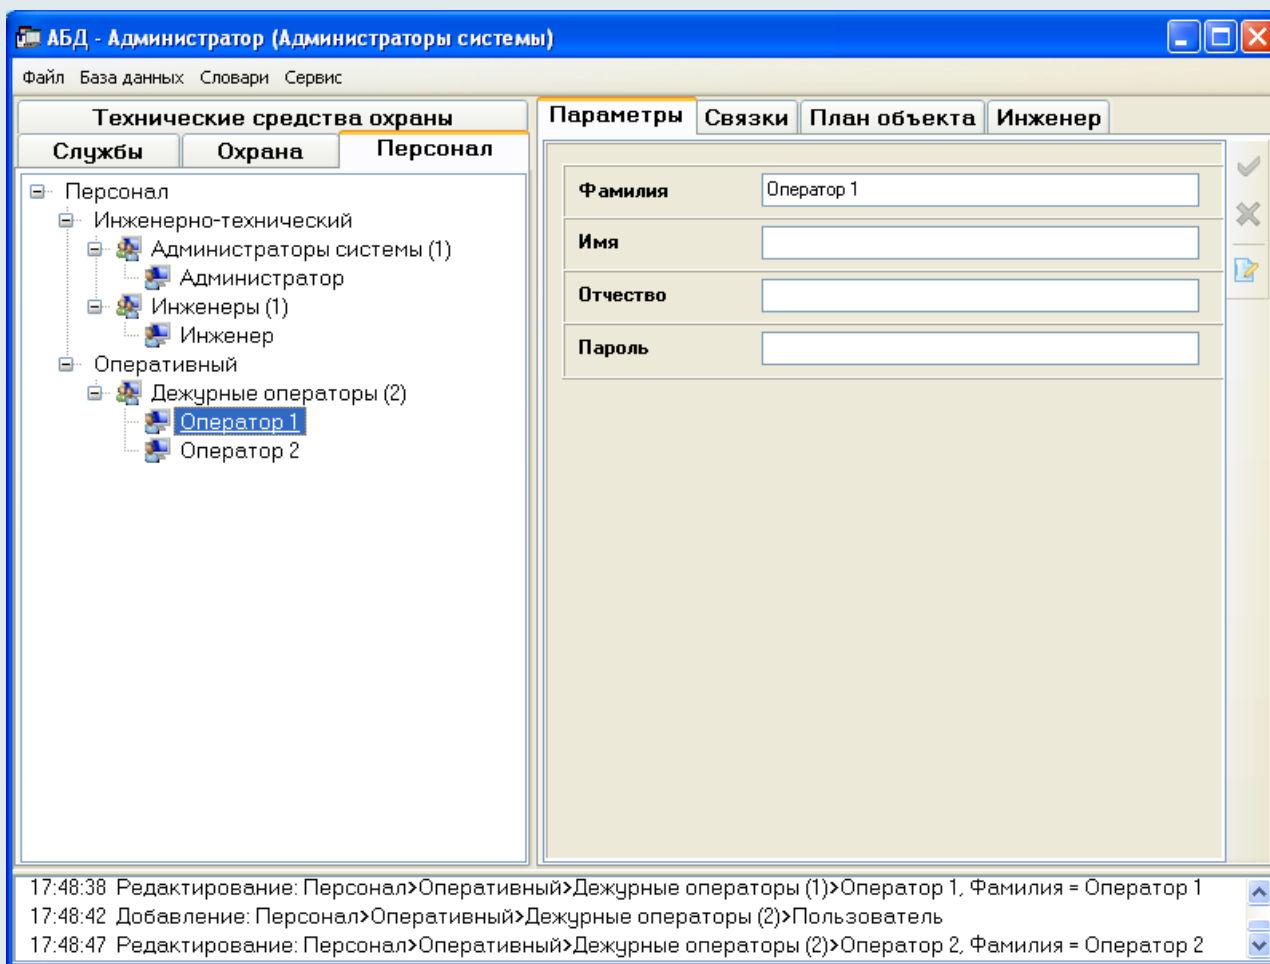 АБД - Администратор (Администраторы системы)
Файл База данных Словари Сервис
Технические средства охраны
Службы Охрана Персонал
Персонал
Инженерно-технический
Администраторы системы (1)
Администратор
Инженеры (1)
Инженер
Оперативный
Дежурные операторы (2)
Оператор 1
Оператор 2
Параметры Связки План объекта Инженер
Фамилия Оператор 1
Имя
Отчество
Пароль
17:48:38 Редактирование: Персонал>Оперативный>Дежурные операторы (1)>Оператор 1, Фамилия = Оператор 1
17:48:42 Добавление: Персонал>Оперативный>Дежурные операторы (2)>Пользователь
17:48:47 Редактирование: Персонал>Оперативный>Дежурные операторы (2)>Оператор 2, Фамилия = Оператор 2